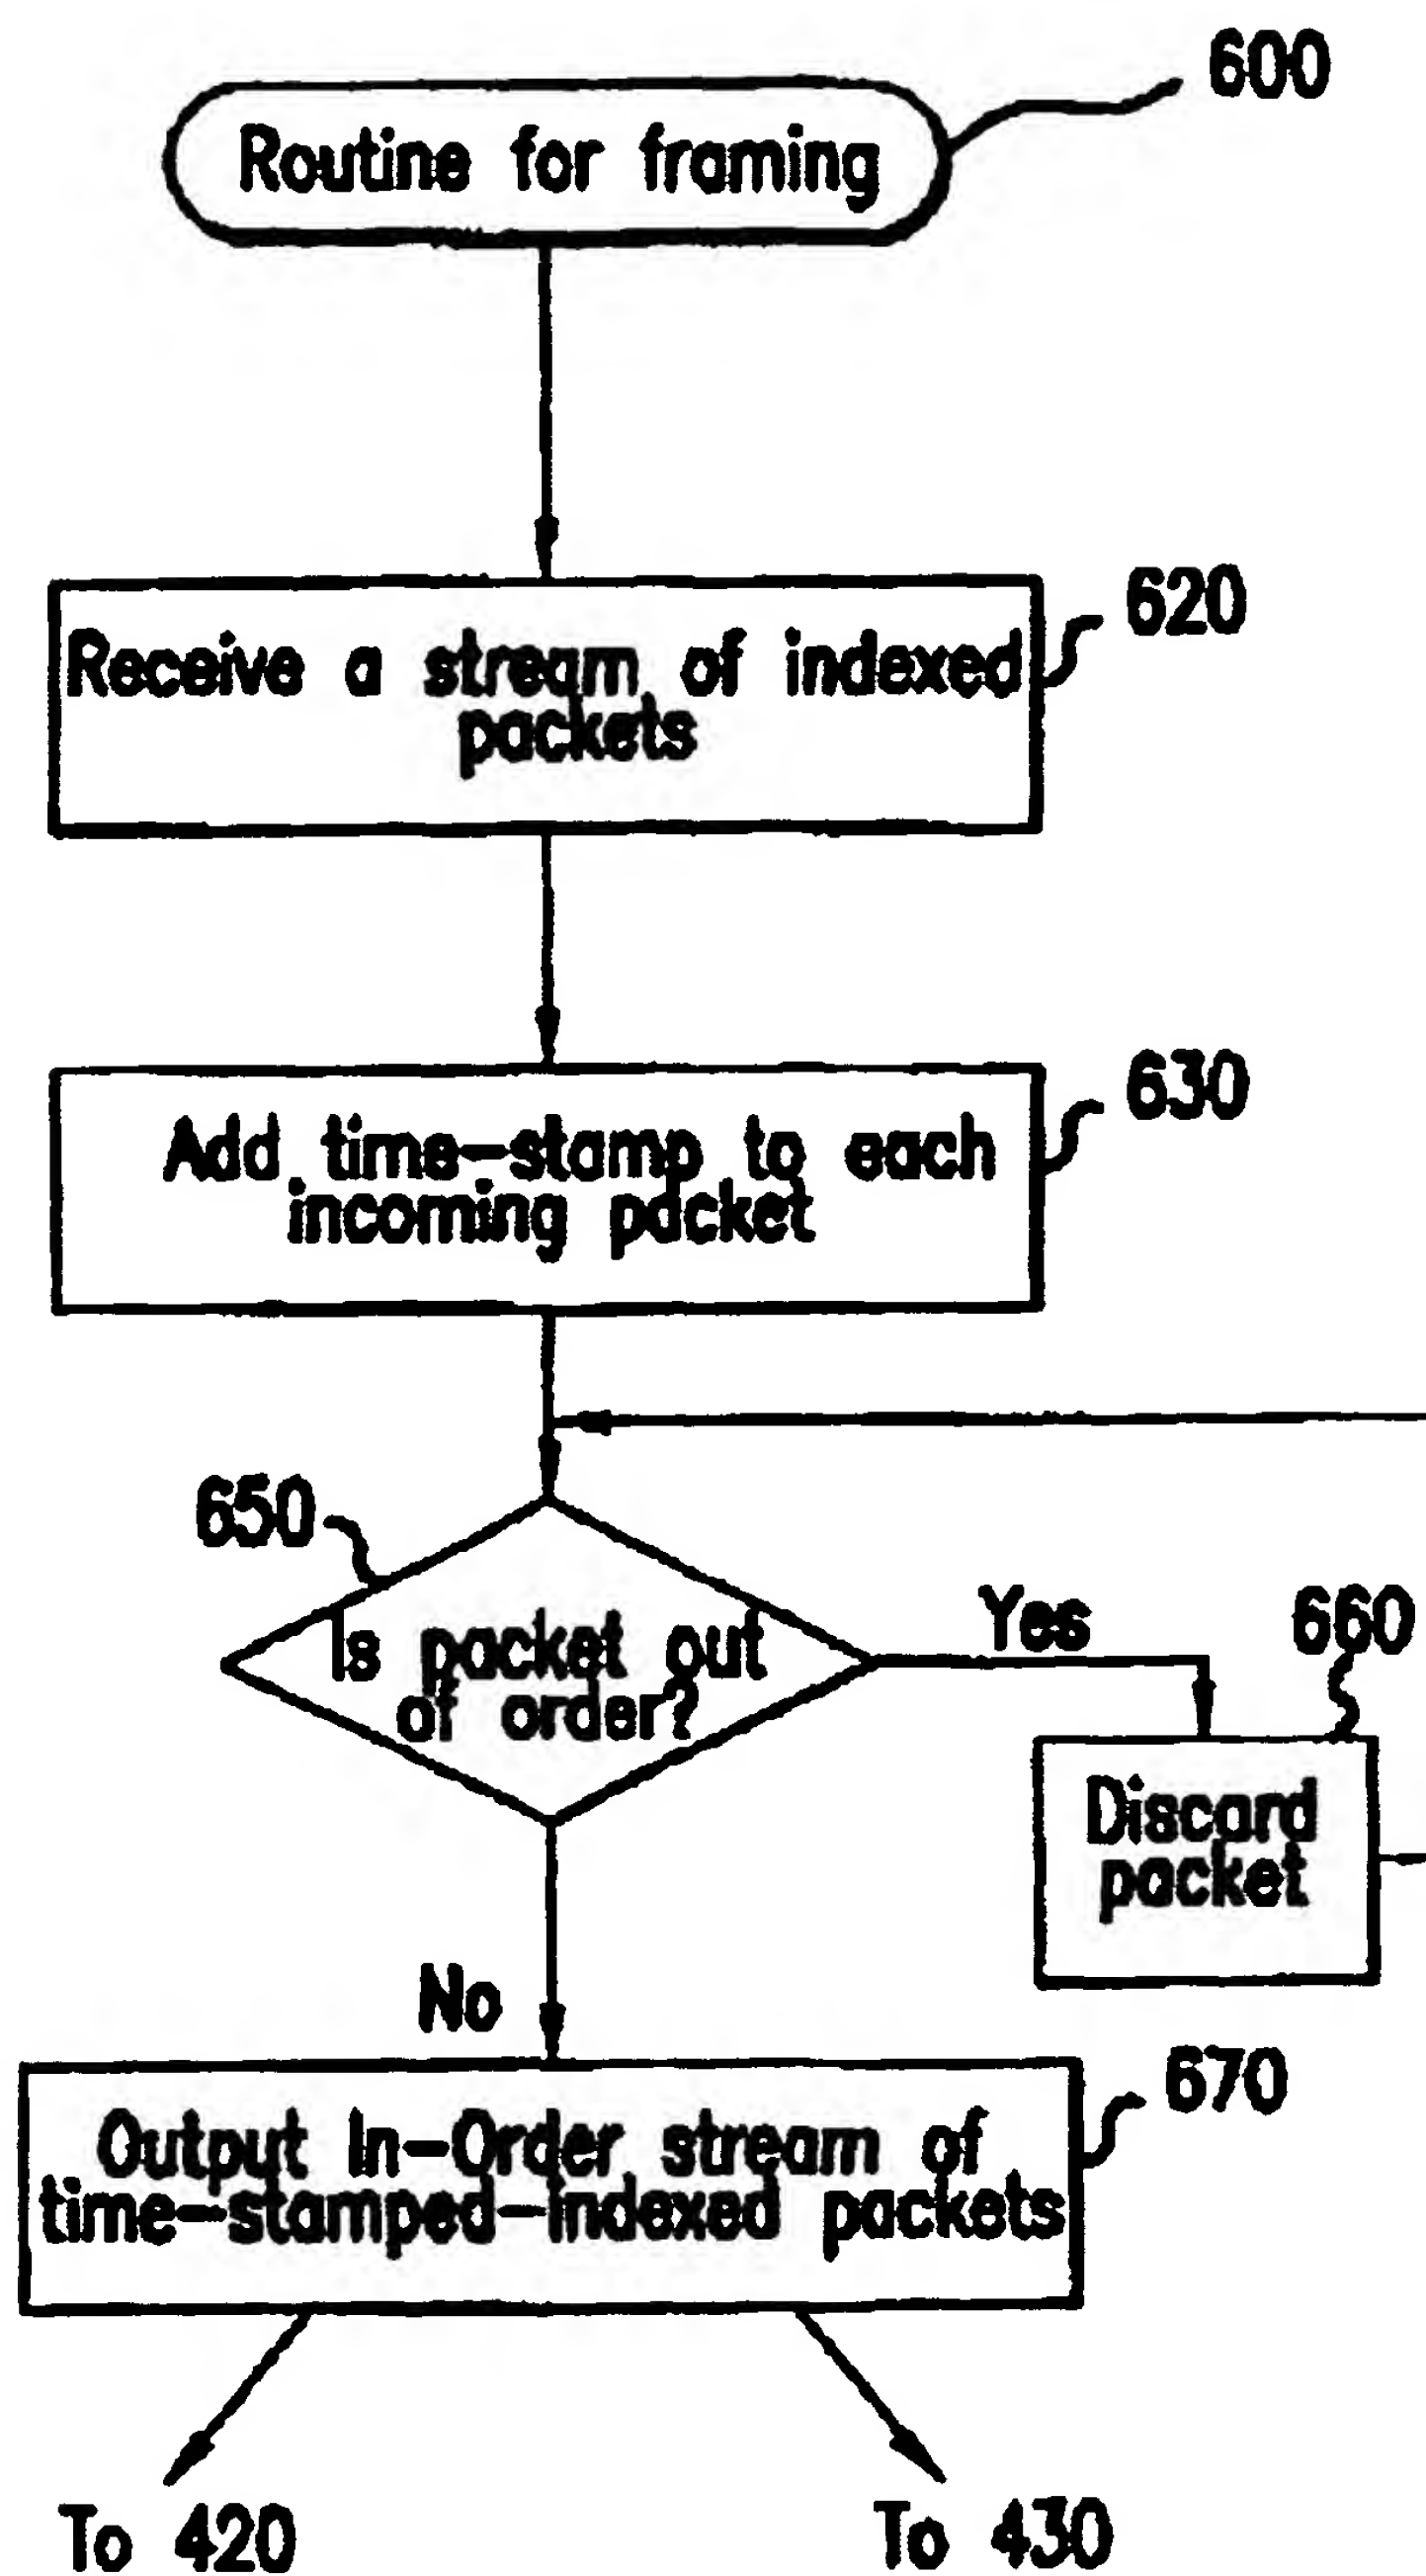 600
Routine for framing
620
Receive a stream of indexed
packets
630
Add time-stamp to each
incoming packet
650
Is packet out
of order?
Yes
660
Discard
packet
No
670
Output In-Order stream of
time-stamped-indexed packets
To 420
To 430